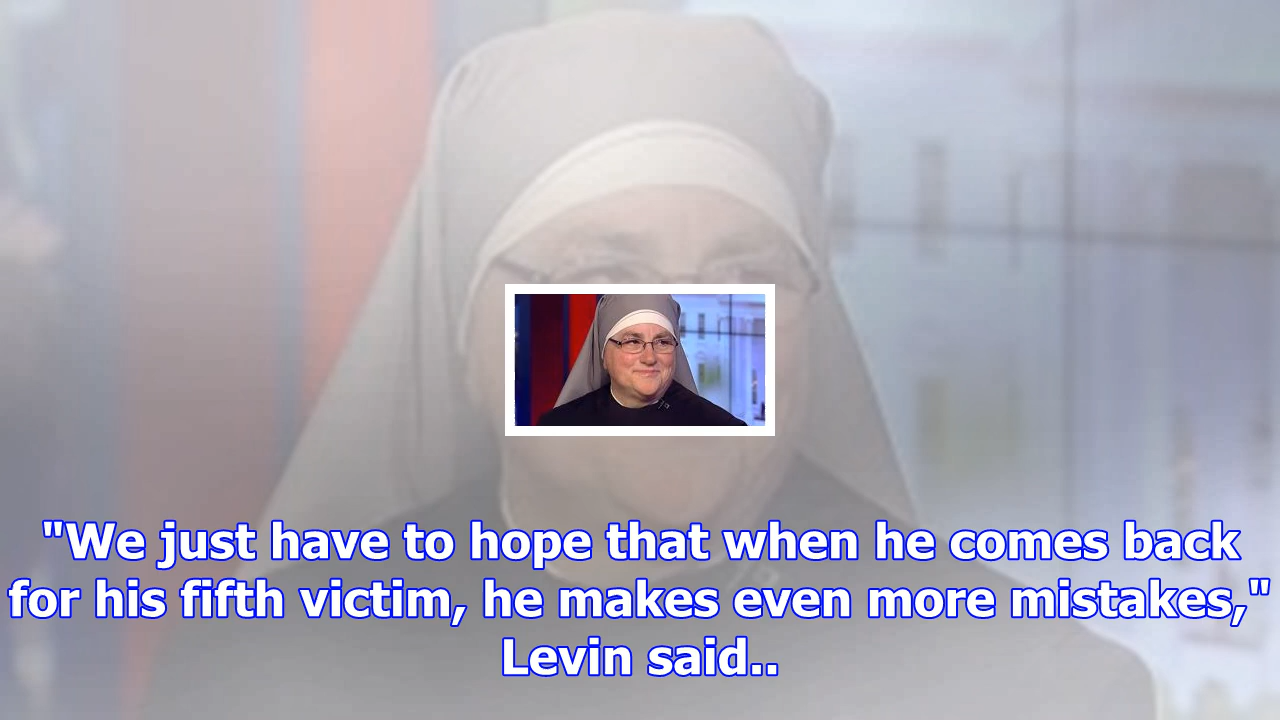 "We just have to hope that when he comes back
for his fifth victim, he makes even more mistakes,"
Levin said..